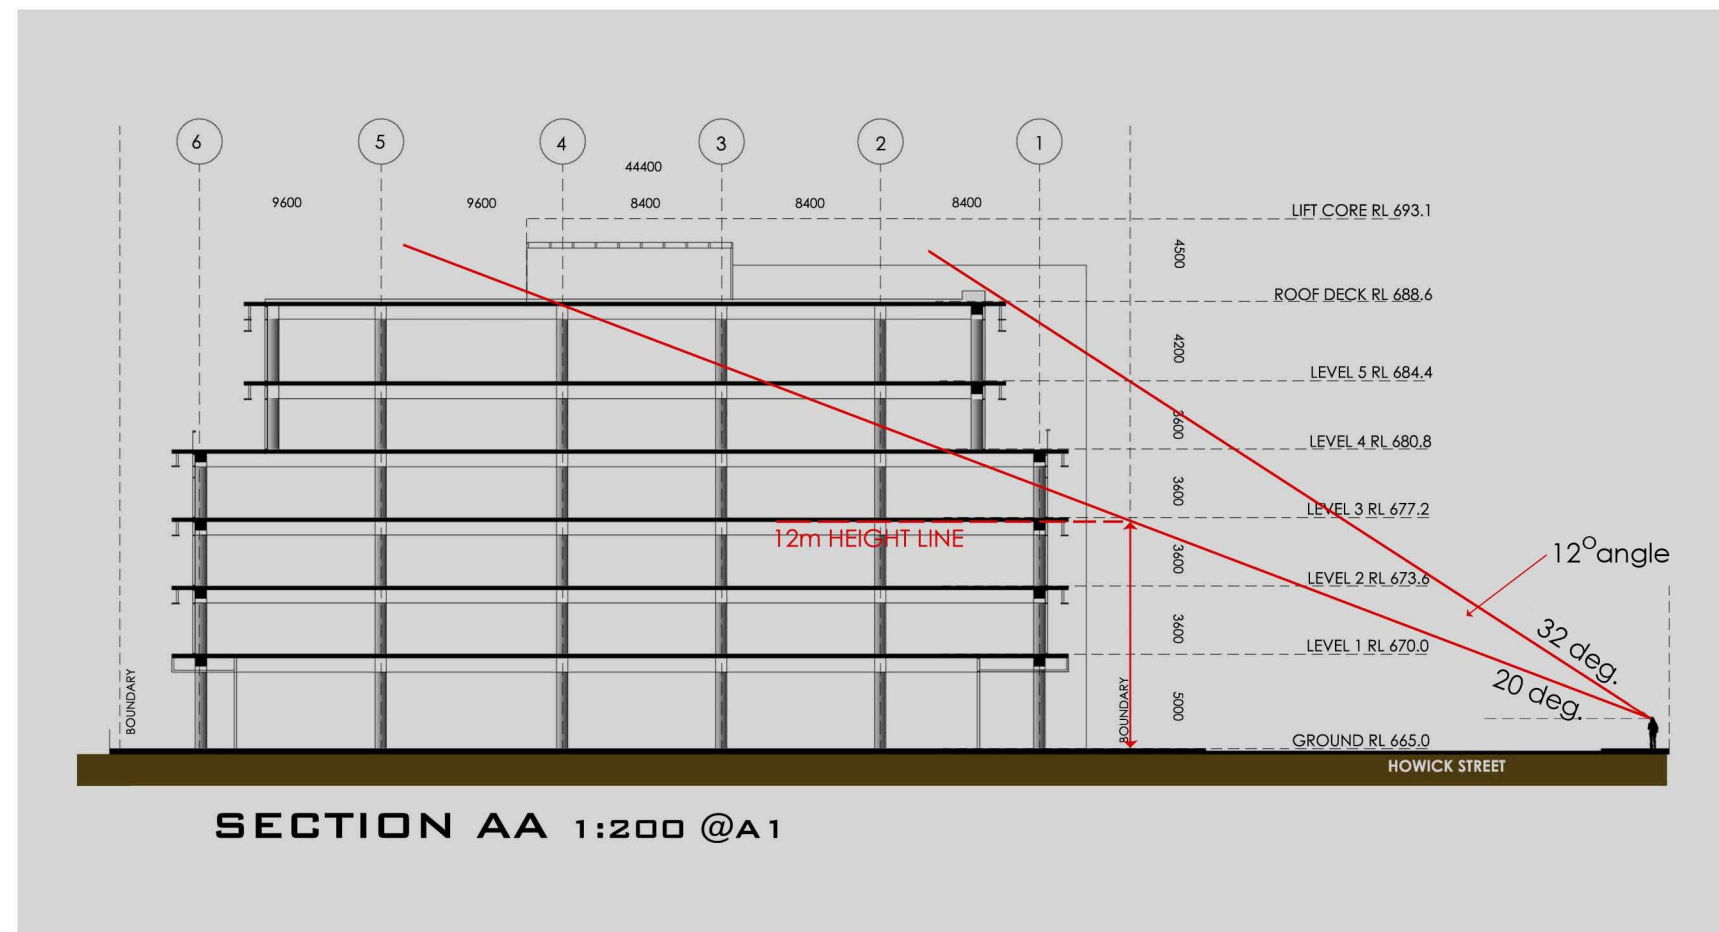 6
5
4
3
2
1
44400
9600
9600
8400
8400
8400
LIFT CORE RL 693.1
4500
ROOF DECK RL 688.6
4200
LEVEL 5 RL 684.4
3600
LEVEL 4 RL 680.8
3600
LEVEL 3 RL 677.2
12m HEIGHT LINE
3600
12° angle
LEVEL 2 RL 673.6
3600
LEVEL 1 RL 670.0
32 deg.
20 deg.
BOUNDARY
BOUNDARY
5000
GROUND RL 665.0
HOWICK STREET
SECTION AA 1:200 @A1